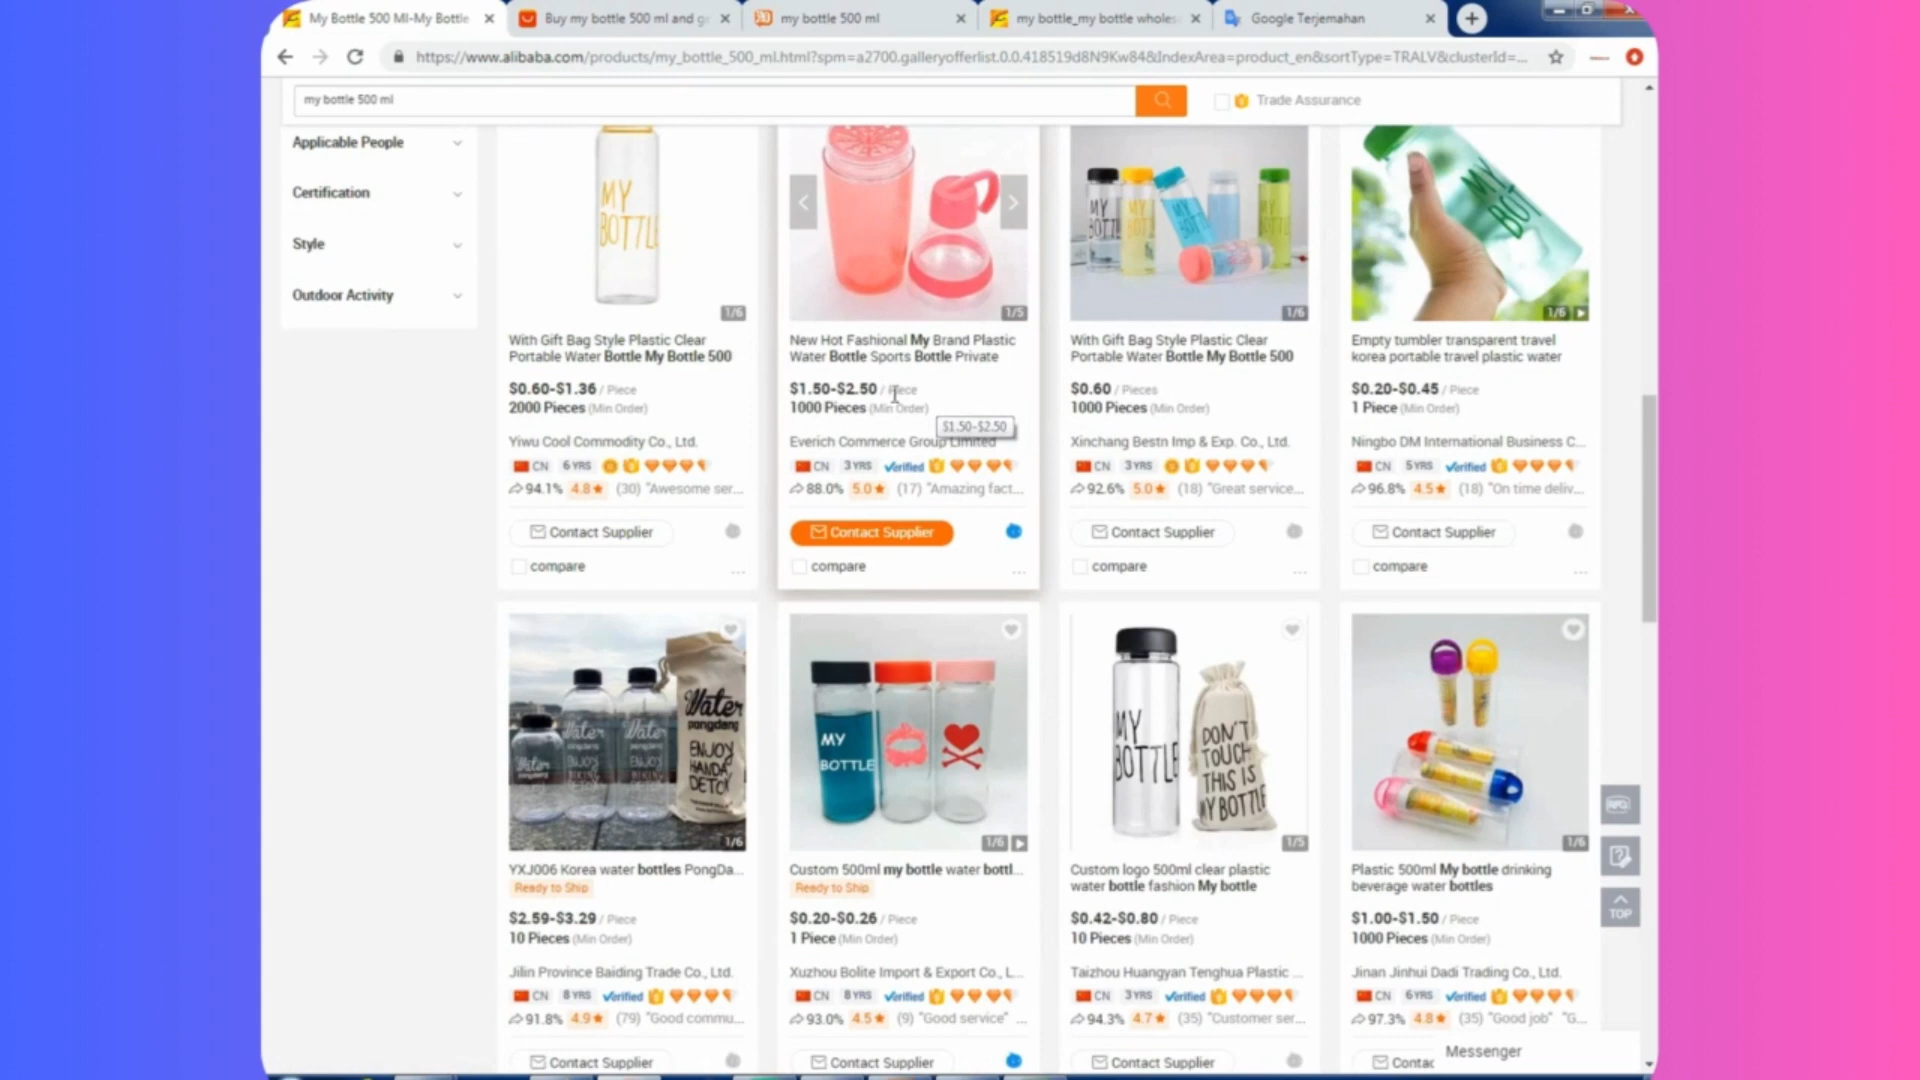 My Bottle 500 Ml-My Bottle
Buy my bottle 500 ml and g
my bottle 500 ml
my bottle_my bottle wholes
Google Terjemahan
https://www.alibaba.com/products/my_bottle_500_ml.html?spm=a2700.galleryofferlist.0.0.418519d8N9Kw84&IndexArea=product_en&sortType=TRALV&clusterId=...
my bottle 500 ml
Trade Assurance
Applicable People
Certification
Style
Outdoor Activity
MY
BOTTLE
1/6
1/5
MY
BOTTL
1/6
MY
BOT
1/6
With Gift Bag Style Plastic Clear
Portable Water Bottle My Bottle 500
$0.60-$1.36 / Piece
2000 Pieces (Min Order)
Yiwu Cool Commodity Co., Ltd.
CN 6 YRS
94.1% 4.8★ (30) "Awesome ser...
Contact Supplier
compare
...
New Hot Fashional My Brand Plastic
Water Bottle Sports Bottle Private
$1.50-$2.50 / Piece
1000 Pieces (Min Order)
$1.50-$2.50
Everich Commerce Group Limited
CN 3 YRS Verified
88.0% 5.0★ (17) "Amazing fact...
Contact Supplier
compare
...
With Gift Bag Style Plastic Clear
Portable Water Bottle My Bottle 500
$0.60 / Pieces
1000 Pieces (Min Order)
Xinchang Bestn Imp & Exp. Co., Ltd.
CN 3 YRS
92.6% 5.0★ (18) "Great service...
Contact Supplier
compare
...
Empty tumbler transparent travel
korea portable travel plastic water
$0.20-$0.45 / Piece
1 Piece (Min Order)
Ningbo DM International Business C...
CN 5 YRS Verified
96.8% 4.5★ (18) "On time deliv...
Contact Supplier
compare
...
Water
pongdang
ENJOY
HANDA
DETOX
Water
Water
Water
1/6
MY
BOTTLE
1/6
MY
BOTTLE
DON'T
TOUCH
THIS IS
MY BOTTLE
1/5
1/6
YXJ006 Korea water bottles PongDa...
Ready to Ship
$2.59-$3.29 / Piece
10 Pieces (Min Order)
Jilin Province Baiding Trade Co., Ltd.
CN 8 YRS Verified
91.8% 4.9★ (79) "Good commu...
Contact Supplier
Custom 500ml my bottle water bottl...
Ready to Ship
$0.20-$0.26 / Piece
1 Piece (Min Order)
Xuzhou Bolite Import & Export Co., L...
CN 8 YRS Verified
93.0% 4.5★ (9) "Good service" ...
Contact Supplier
Custom logo 500ml clear plastic
water bottle fashion My bottle
$0.42-$0.80 / Piece
10 Pieces (Min Order)
Taizhou Huangyan Tenghua Plastic ...
CN 3 YRS Verified
94.3% 4.7★ (35) "Customer ser...
Contact Supplier
Plastic 500ml My bottle drinking
beverage water bottles
$1.00-$1.50 / Piece
1000 Pieces (Min Order)
Jinan Jinhui Dadi Trading Co., Ltd.
CN 6 YRS Verified
97.3% 4.8★ (35) "Good job" "G...
Contac
RFQ
TOP
Messenger